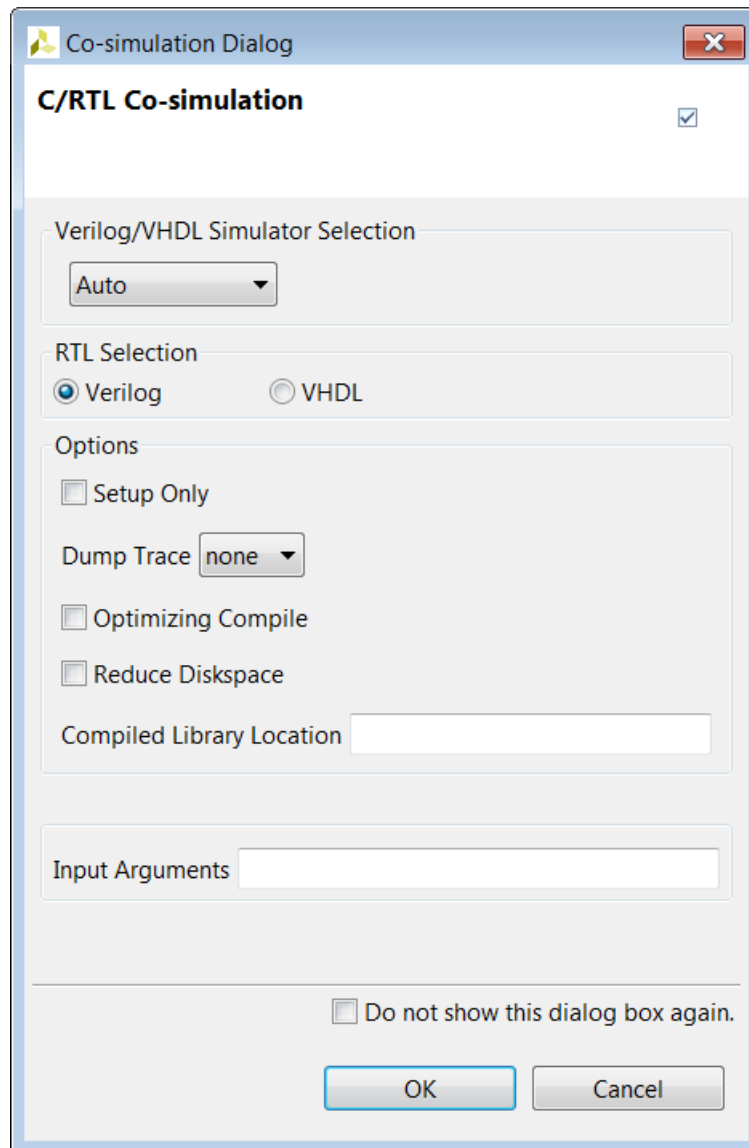 Co-simulation Dialog
C/RTL Co-simulation
Verilog/VHDL Simulator Selection
Auto
RTL Selection
Verilog VHDL
Options
Setup Only
Dump Trace none
Optimizing Compile
Reduce Diskspace
Compiled Library Location
Input Arguments
Do not show this dialog box again.
OK Cancel